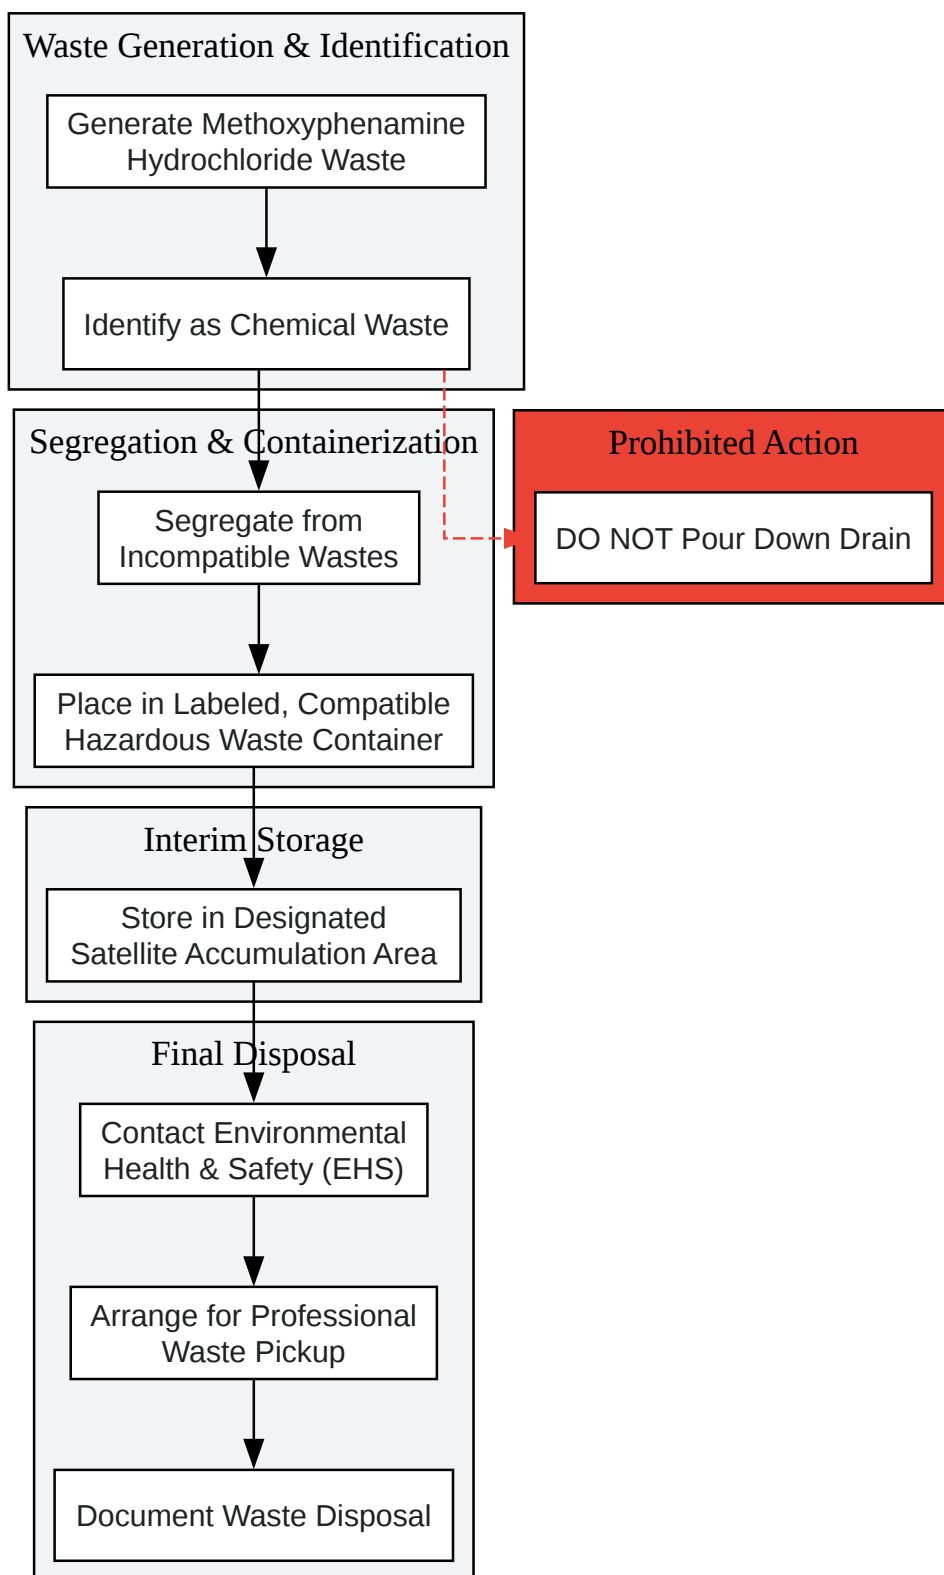 Waste Generation & Identification
Generate Methoxyphenamine
Hydrochloride Waste
Identify as Chemical Waste
Segregation & Containerization
Segregate from
Incompatible Wastes
Place in Labeled, Compatible
Hazardous Waste Container
Prohibited Action
DO NOT Pour Down Drain
Interim Storage
Store in Designated
Satellite Accumulation Area
Final Disposal
Contact Environmental
Health & Safety (EHS)
Arrange for Professional
Waste Pickup
Document Waste Disposal